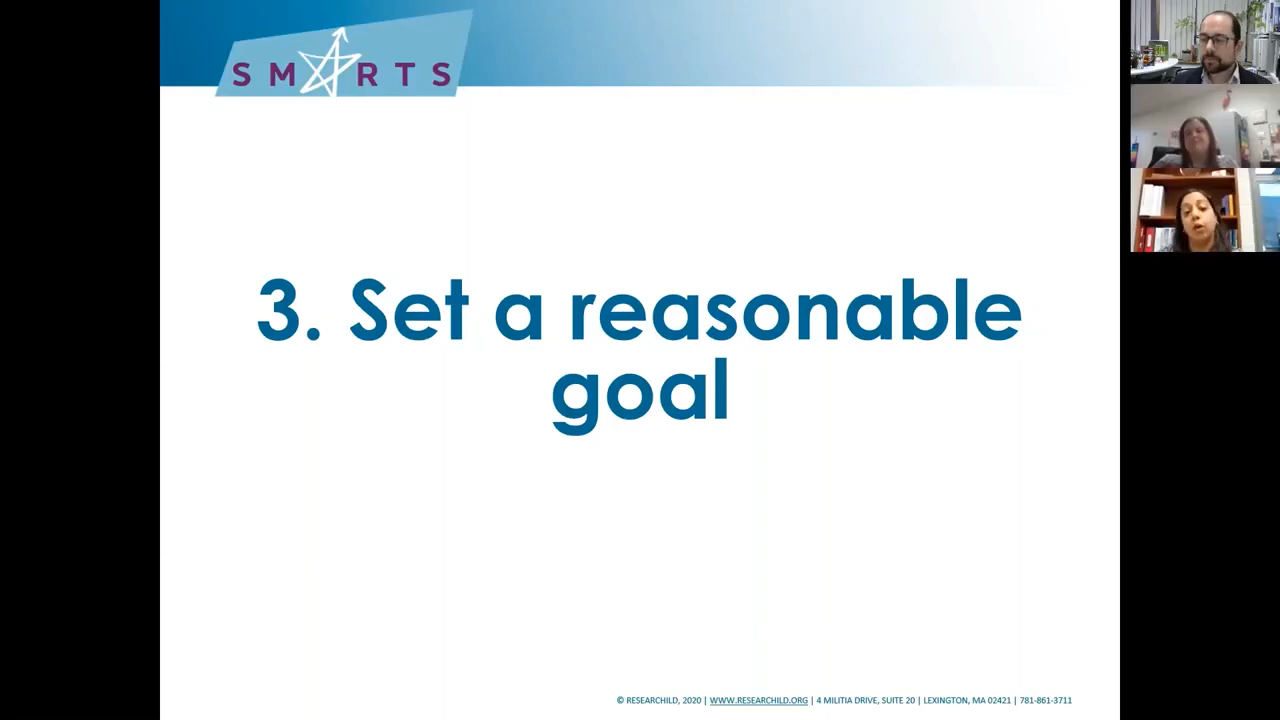 SMARTS
3. Set a reasonable
goal
© RESEARCHILD, 2020 | WWW.RESEARCHILD.ORG | 4 MILITIA DRIVE, SUITE 20 | LEXINGTON, MA 02421 | 781-861-3711